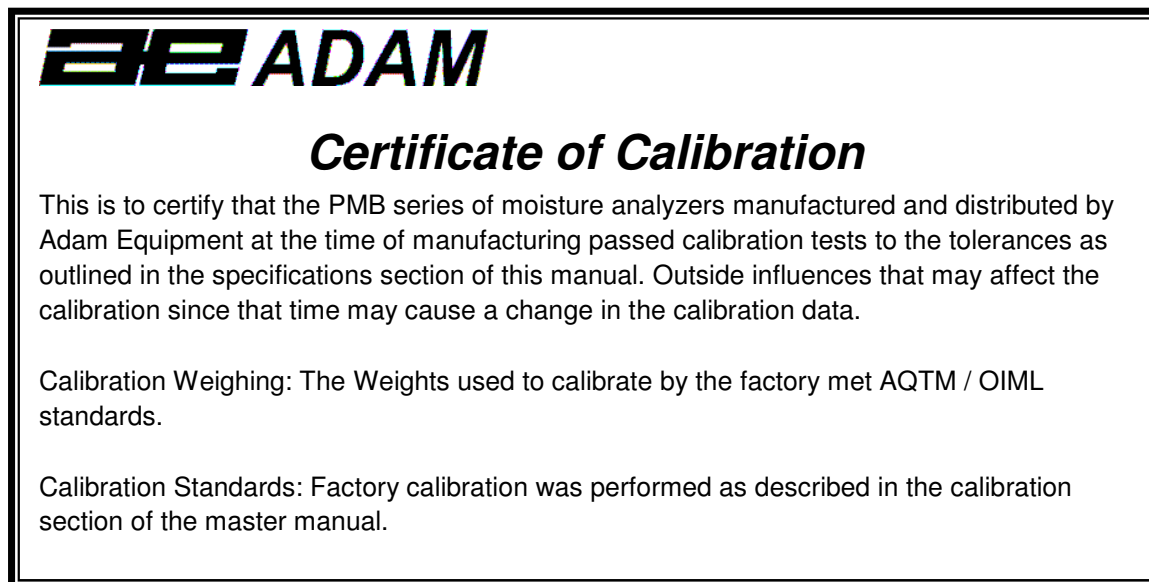 ae ADAM
Certificate of Calibration
This is to certify that the PMB series of moisture analyzers manufactured and distributed by
Adam Equipment at the time of manufacturing passed calibration tests to the tolerances as
outlined in the specifications section of this manual. Outside influences that may affect the
calibration since that time may cause a change in the calibration data.
Calibration Weighing: The Weights used to calibrate by the factory met AQTM / OIML
standards.
Calibration Standards: Factory calibration was performed as described in the calibration
section of the master manual.